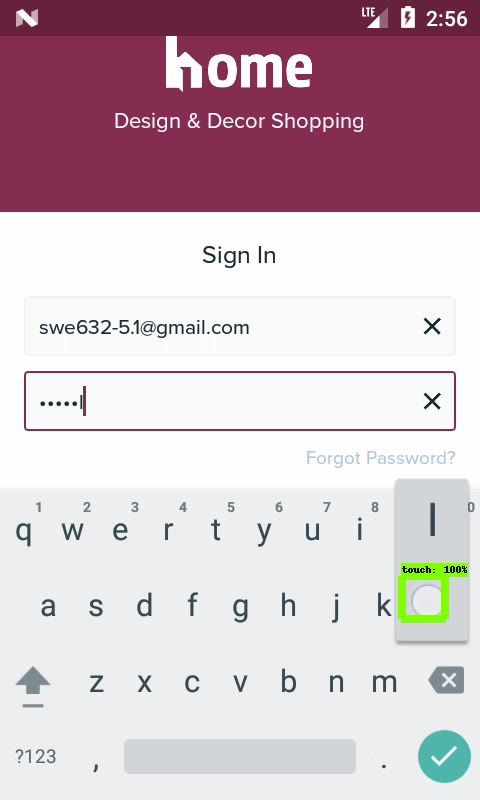 LTE 2:56
home
Design & Decor Shopping
Sign In
swe632-5.1@gmail.com
•••••l
Forgot Password?
1 2 3 4 5 6 7 8 0
q w e r t y u i
l
touch: 100%
a s d f g h j k
z x c v b n m
?123 , .